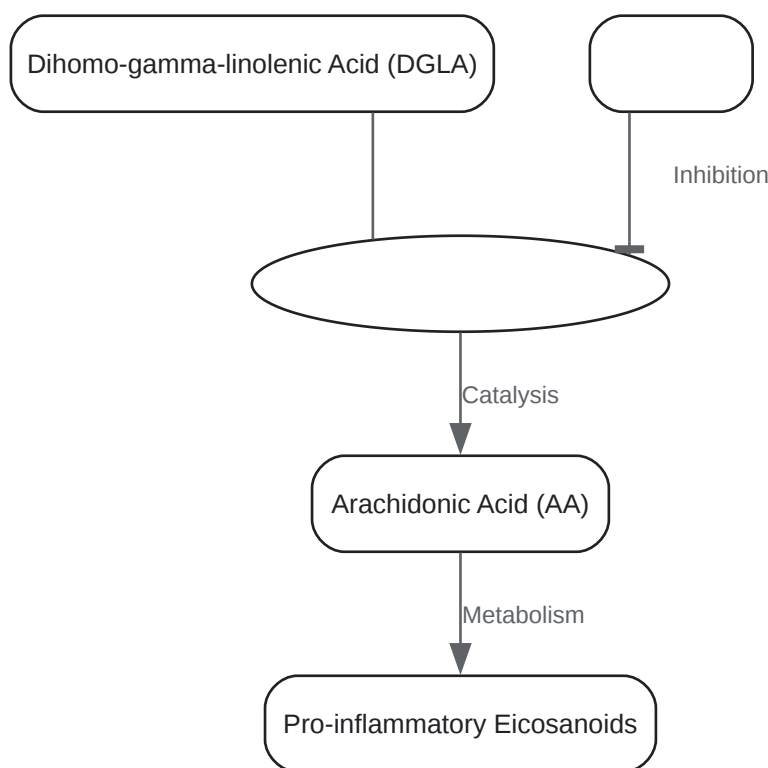 Dihomo-gamma-linolenic Acid (DGLA)
Inhibition
Catalysis
Arachidonic Acid (AA)
Metabolism
Pro-inflammatory Eicosanoids